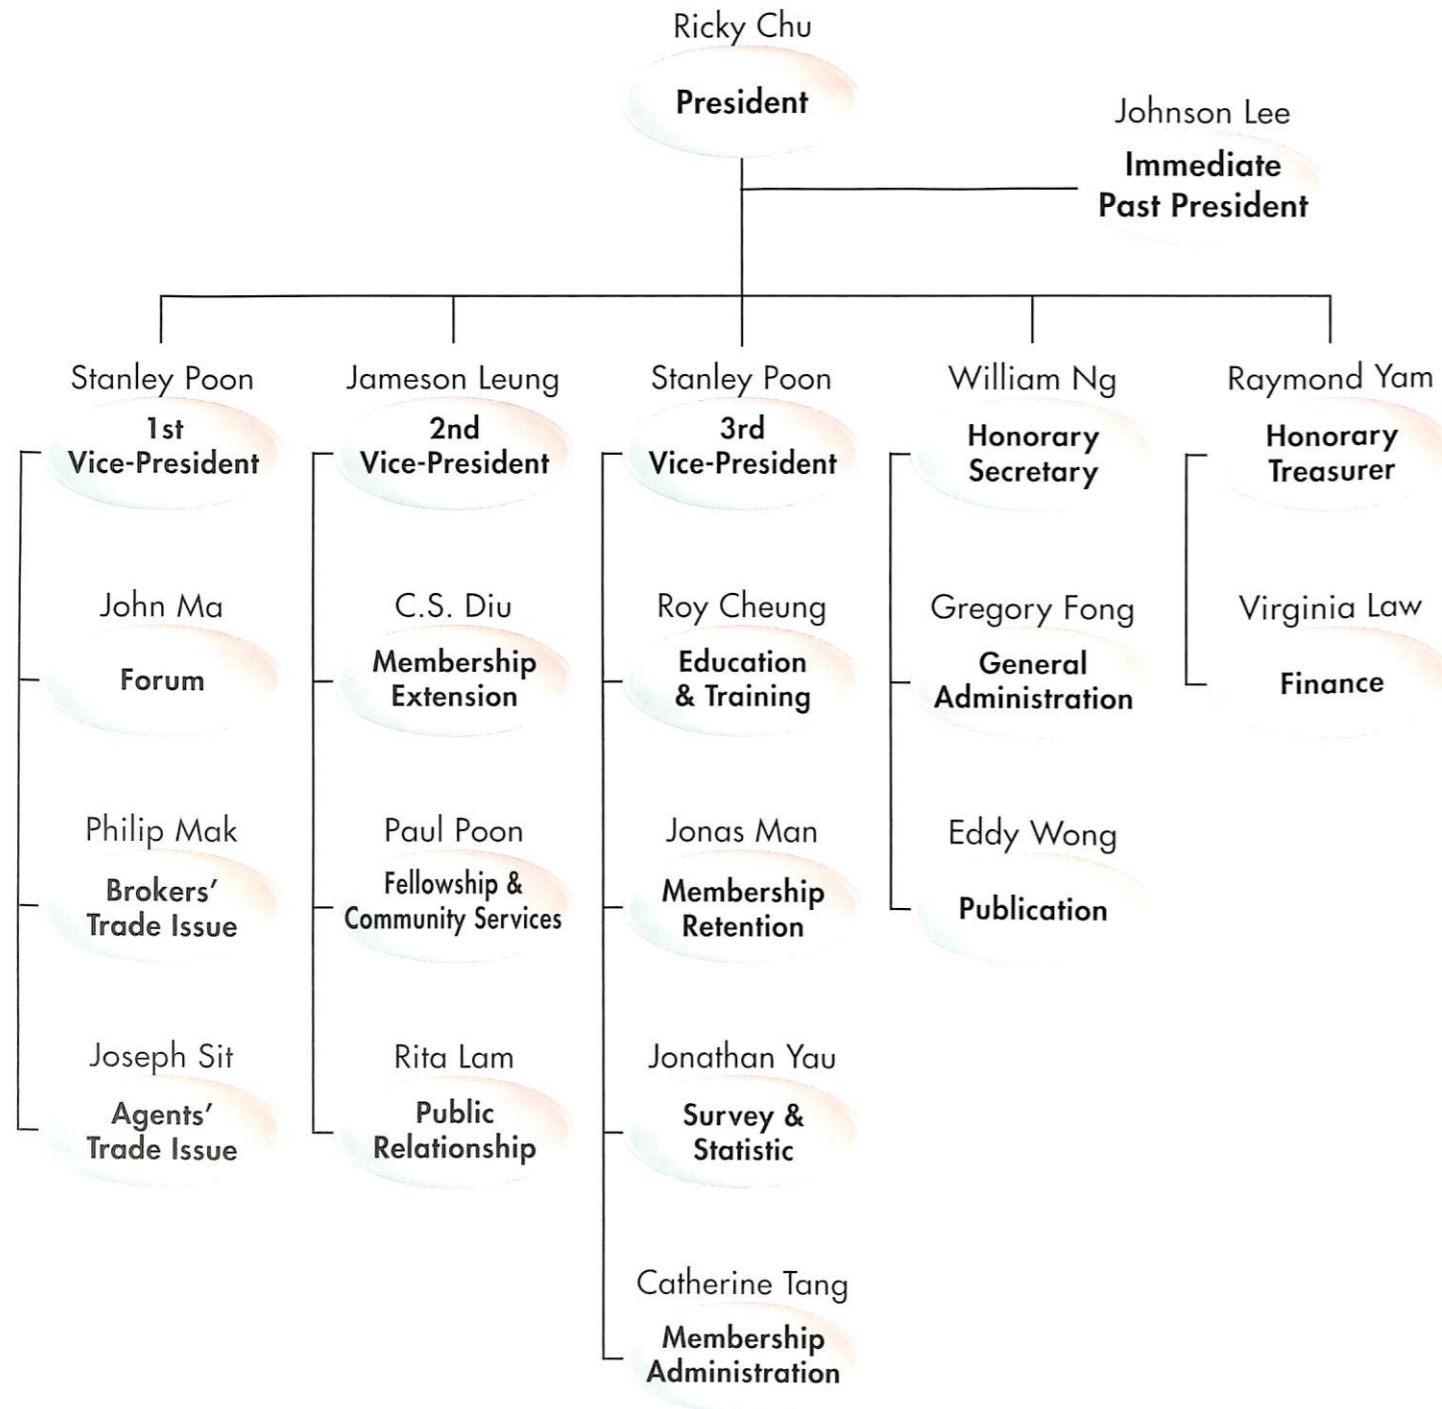 Ricky Chu
President
Johnson Lee
Immediate
Past President
Stanley Poon
1st
Vice-President
Jameson Leung
2nd
Vice-President
Stanley Poon
3rd
Vice-President
William Ng
Honorary
Secretary
Raymond Yam
Honorary
Treasurer
John Ma
Forum
C.S. Diu
Membership
Extension
Roy Cheung
Education
& Training
Gregory Fong
General
Administration
Virginia Law
Finance
Philip Mak
Brokers’
Trade Issue
Paul Poon
Fellowship &
Community Services
Jonas Man
Membership
Retention
Eddy Wong
Publication
Joseph Sit
Agents’
Trade Issue
Rita Lam
Public
Relationship
Jonathan Yau
Survey &
Statistic
Catherine Tang
Membership
Administration